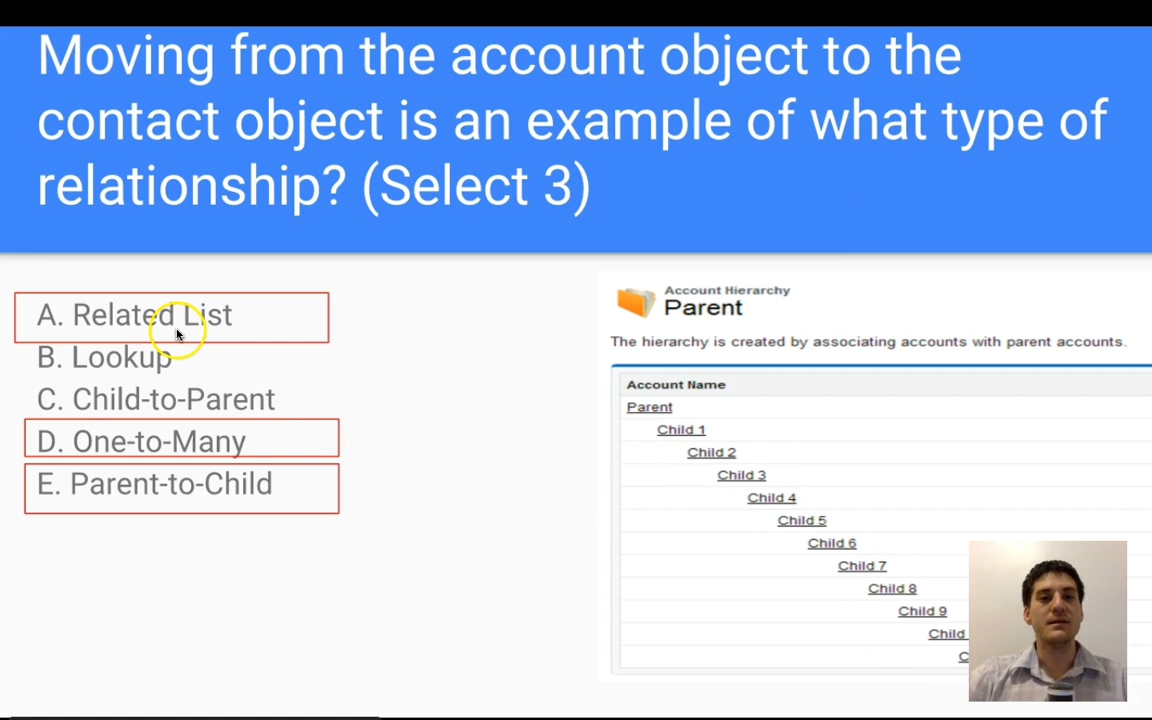 Moving from the account object to the
contact object is an example of what type of
relationship? (Select 3)
A. Related List
B. Lookup
C. Child-to-Parent
D. One-to-Many
E. Parent-to-Child
Account Hierarchy
Parent
The hierarchy is created by associating accounts with parent accounts.
Account Name
Parent
Child 1
Child 2
Child 3
Child 4
Child 5
Child 6
Child 7
Child 8
Child 9
Child